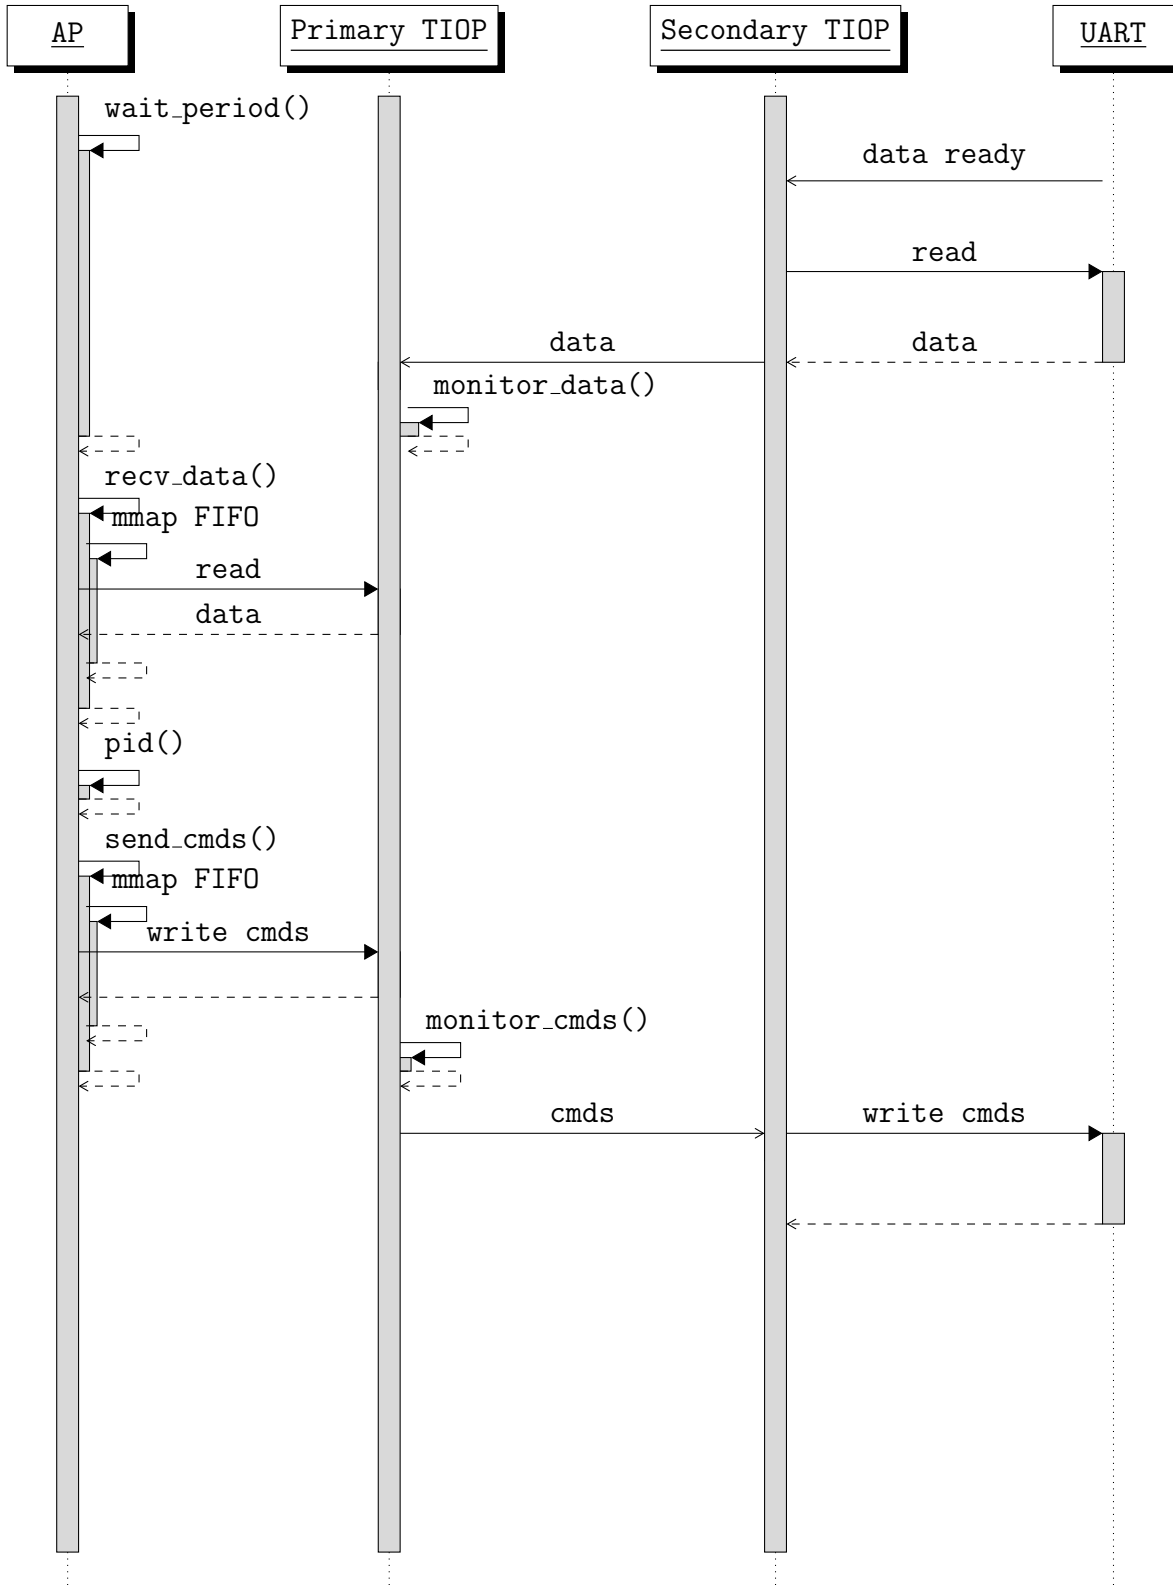 AP
Primary TIOP
Secondary TIOP
UART
wait_period()
data ready
read
data
data
monitor_data()
recv_data()
mmap FIFO
read
data
pid()
send_cmds()
mmap FIFO
write cmds
monitor_cmds()
cmds
write cmds